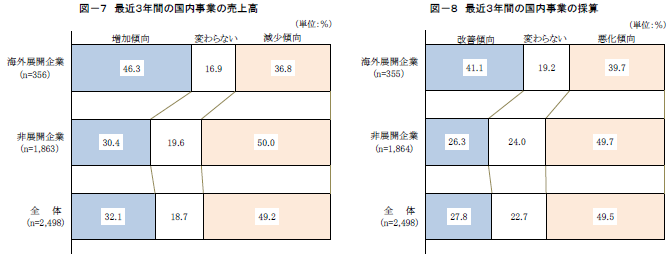 図－7 最近3年間の国内事業の売上高
(単位:%)
増加傾向 変わらない 減少傾向
海外展開企業
(n=356)
46.3 16.9 36.8
非展開企業
(n=1,863)
30.4 19.6 50.0
全 体
(n=2,498)
32.1 18.7 49.2
図－8 最近3年間の国内事業の採算
(単位:%)
改善傾向 変わらない 悪化傾向
海外展開企業
(n=355)
41.1 19.2 39.7
非展開企業
(n=1,864)
26.3 24.0 49.7
全 体
(n=2,498)
27.8 22.7 49.5